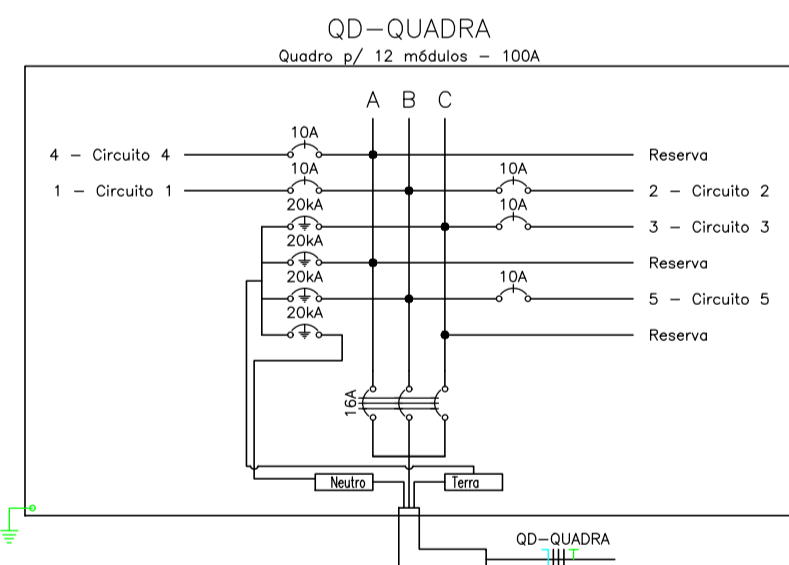 QD-QUADRA
Quadro p/ 12 módulos - 100A
A B C
10A
4 - Circuito 4 Reserva
10A 10A
1 - Circuito 1 2 - Circuito 2
20kA 10A
3 - Circuito 3
20kA
Reserva
20kA 10A
5 - Circuito 5
20kA
Reserva
16A
Neutro Terra
QD-QUADRA